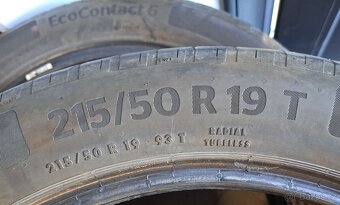 EcoContact 6
215/50 R 19 T
215/50 R 19 93 T
RADIAL
TUBELESS